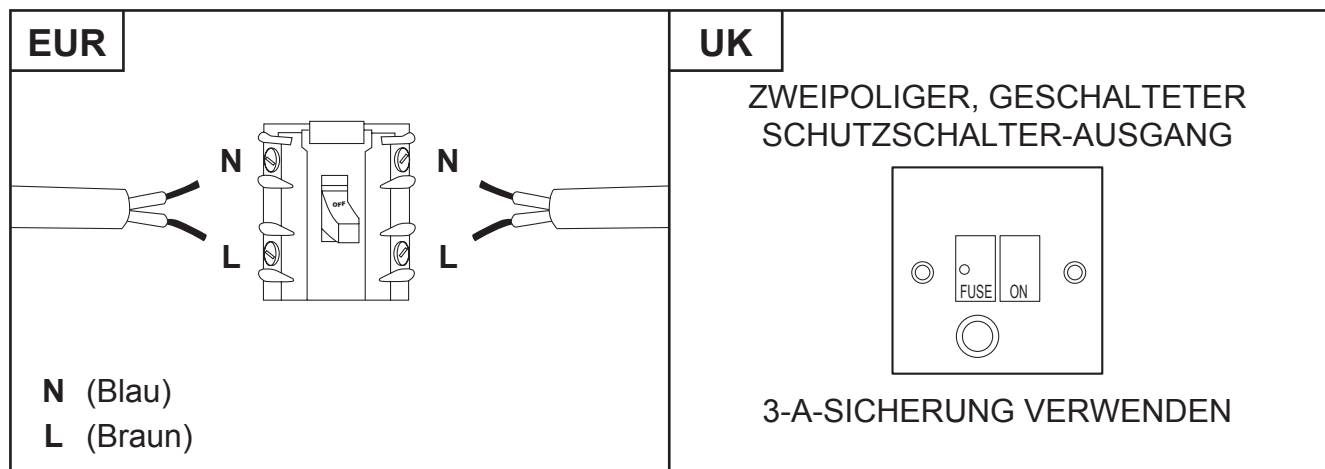 EUR
N
N
OFF
L
L
N (Blau)
L (Braun)
UK
ZWEIPOLIGER, GESCHALTETER
SCHUTZSCHALTER-AUSGANG
FUSE ON
3-A-SICHERUNG VERWENDEN